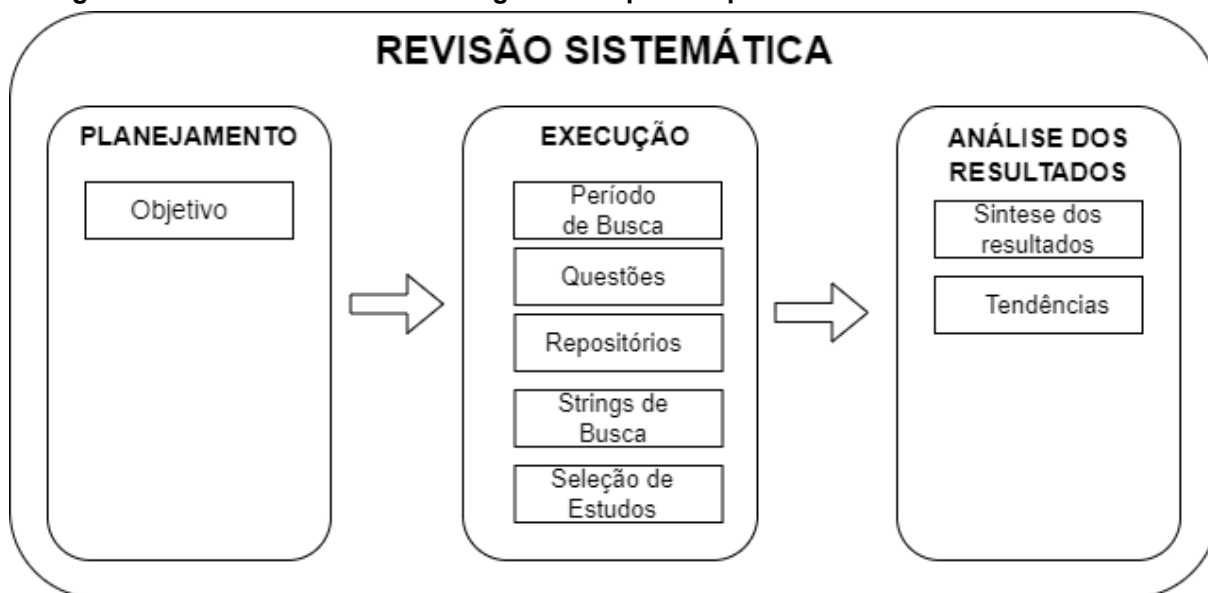 REVISÃO SISTEMÁTICA
PLANEJAMENTO
Objetivo
EXECUÇÃO
Período
de Busca
Questões
Repositórios
Strings de
Busca
Seleção de
Estudos
ANÁLISE DOS
RESULTADOS
Sintese dos
resultados
Tendências